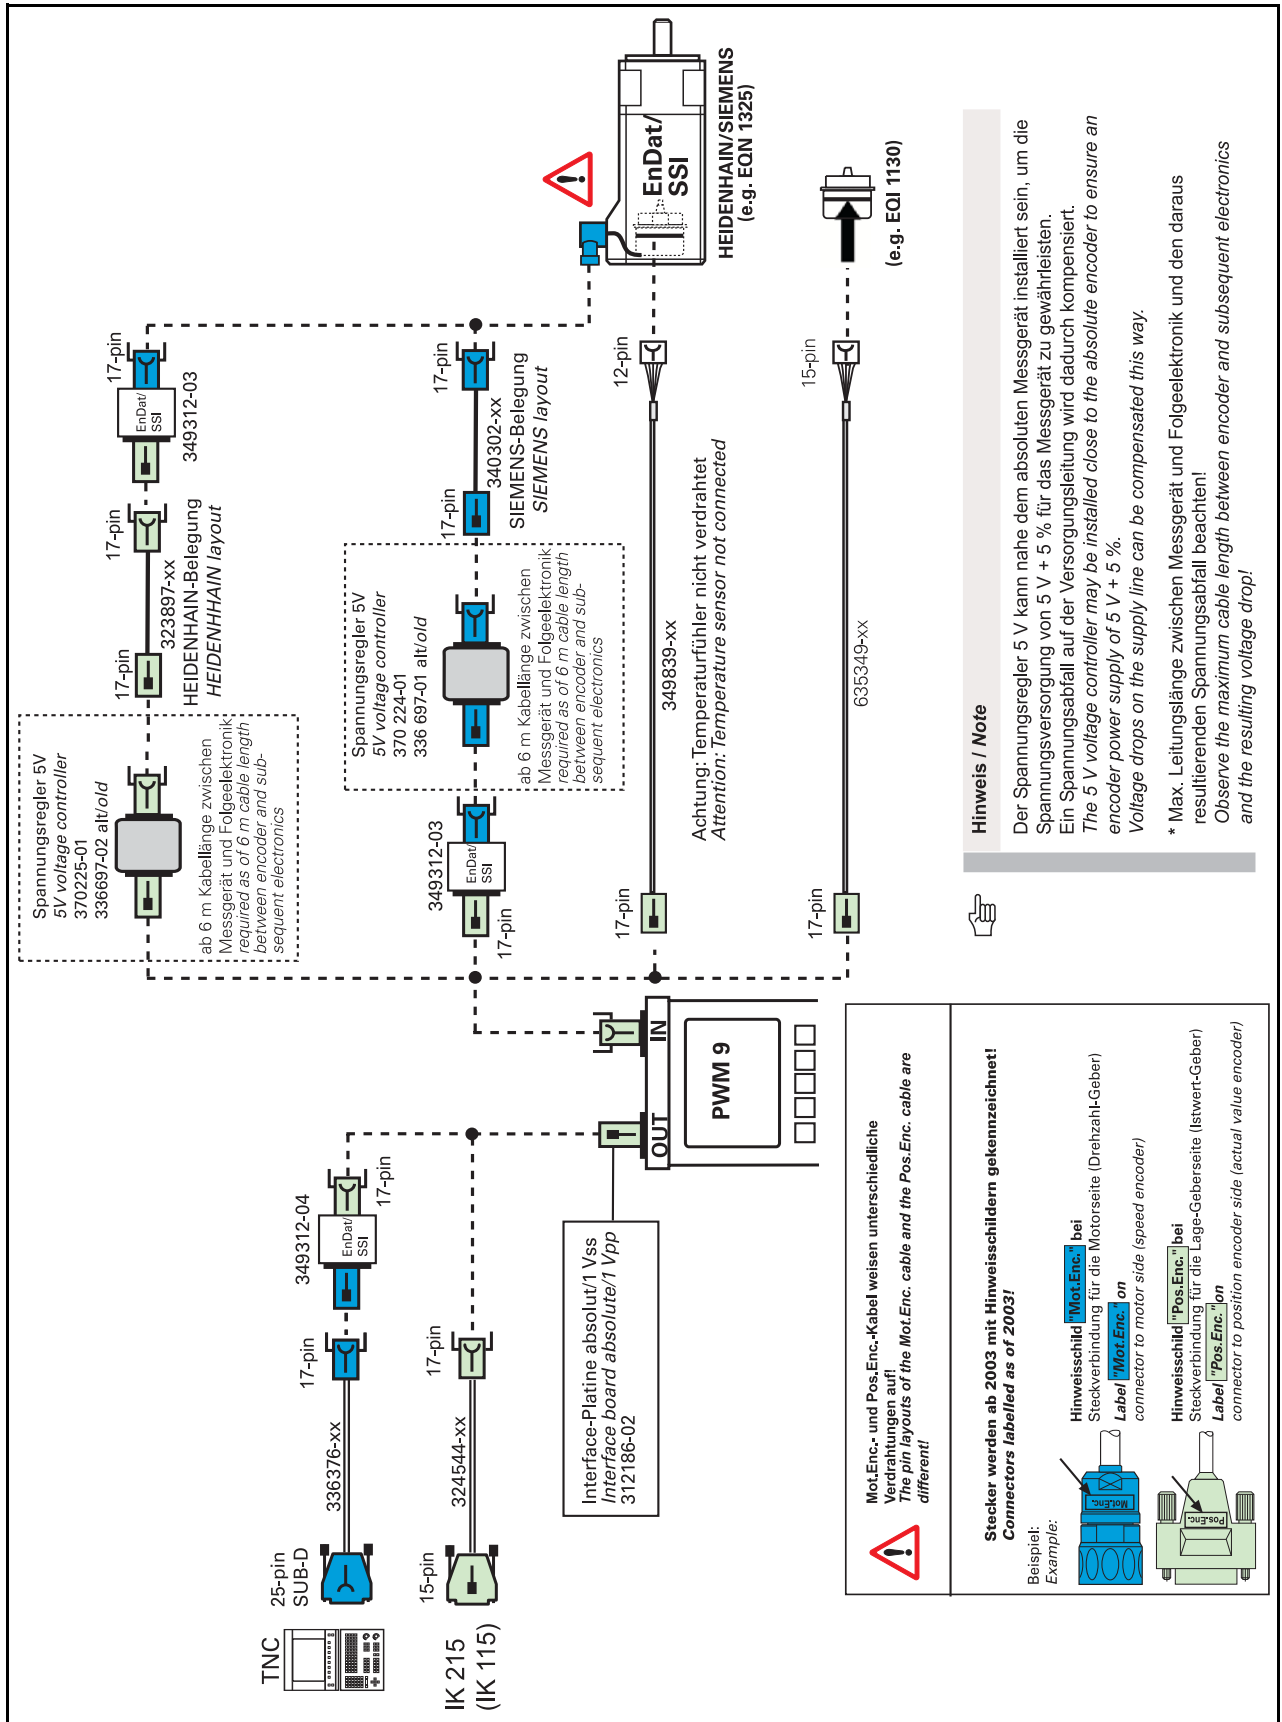 TNC
25-pin
SUB-D
336376-xx
17-pin
349312-04
EnDat/
SSI
17-pin
IK 215
(IK 115)
15-pin
324544-xx
17-pin
Interface-Platine absolut/1 Vss
Interface board absolute/1 Vpp
312186-02
OUT
IN
PWM 9
Spannungsregler 5V
5V voltage controller
370225-01
336697-02 alt/old
ab 6 m Kabellänge zwischen
Messgerät und Folgeelektronik
required as of 6 m cable length
between encoder and sub-
sequent electronics
17-pin
323897-xx
17-pin
HEIDENHAIN-Belegung
HEIDENHHAIN layout
EnDat/
SSI
17-pin
349312-03
349312-03
EnDat/
SSI
17-pin
Spannungsregler 5V
5V voltage controller
370 224-01
336 697-01 alt/old
ab 6 m Kabellänge zwischen
Messgerät und Folgeelektronik
required as of 6 m cable length
between encoder and sub-
sequent electronics
17-pin
340302-xx
17-pin
SIEMENS-Belegung
SIEMENS layout
17-pin
349839-xx
12-pin
Achtung: Temperaturfühler nicht verdrahtet
Attention: Temperature sensor not connected
17-pin
635349-xx
15-pin
EnDat/
SSI
HEIDENHAIN/SIEMENS
(e.g. EQN 1325)
(e.g. EQI 1130)
Hinweis / Note
Der Spannungsregler 5 V kann nahe dem absoluten Messgerät installiert sein, um die
Spannungsversorgung von 5 V + 5 % für das Messgerät zu gewährleisten.
Ein Spannungsabfall auf der Versorgungsleitung wird dadurch kompensiert.
The 5 V voltage controller may be installed close to the absolute encoder to ensure an
encoder power supply of 5 V + 5 %.
Voltage drops on the supply line can be compensated this way.
* Max. Leitungslänge zwischen Messgerät und Folgeelektronik und den daraus
resultierenden Spannungsabfall beachten!
Observe the maximum cable length between encoder and subsequent electronics
and the resulting voltage drop!
Mot.Enc.- und Pos.Enc.-Kabel weisen unterschiedliche
Verdrahtungen auf!
The pin layouts of the Mot.Enc. cable and the Pos.Enc. cable are
different!
Stecker werden ab 2003 mit Hinweisschildern gekennzeichnet!
Connectors labelled as of 2003!
Beispiel:
Example:
Mot.Enc.
Hinweisschild "Mot.Enc." bei
Steckverbindung für die Motorseite (Drehzahl-Geber)
Label "Mot.Enc." on
connector to motor side (speed encoder)
Pos.Enc.
Hinweisschild "Pos.Enc." bei
Steckverbindung für die Lage-Geberseite (Istwert-Geber)
Label "Pos.Enc." on
connector to position encoder side (actual value encoder)